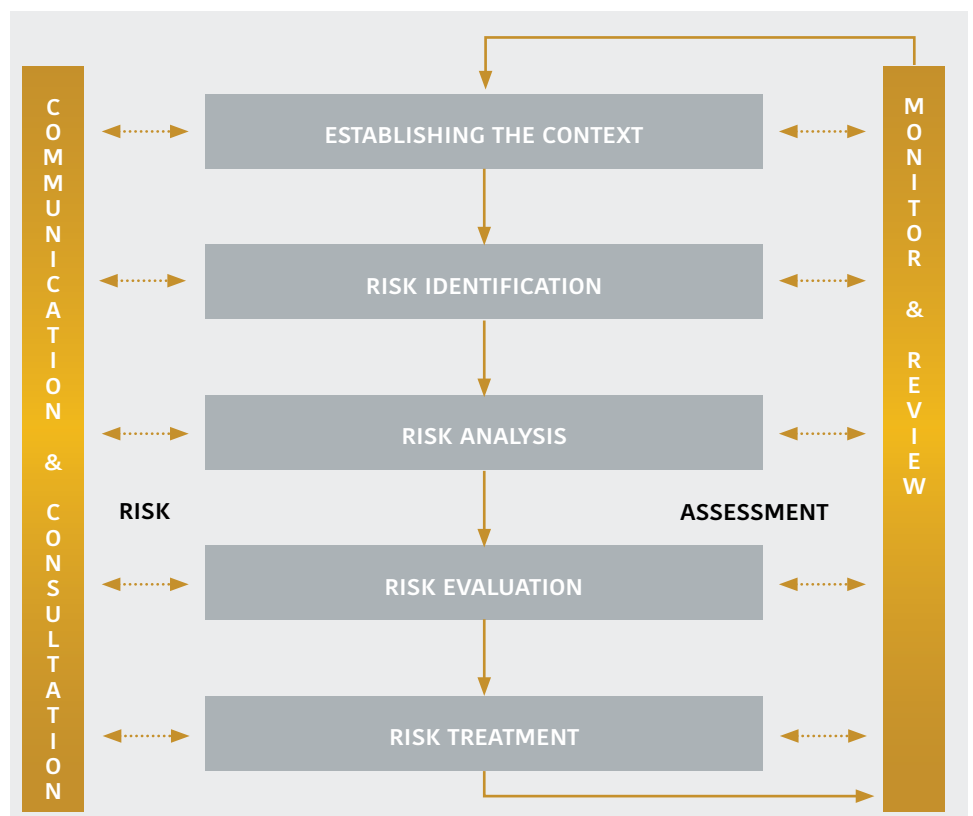 COMMUNICATION & CONSULTATION
ESTABLISHING THE CONTEXT
RISK IDENTIFICATION
RISK ANALYSIS
RISK
ASSESSMENT
RISK EVALUATION
RISK TREATMENT
MONITOR & REVIEW